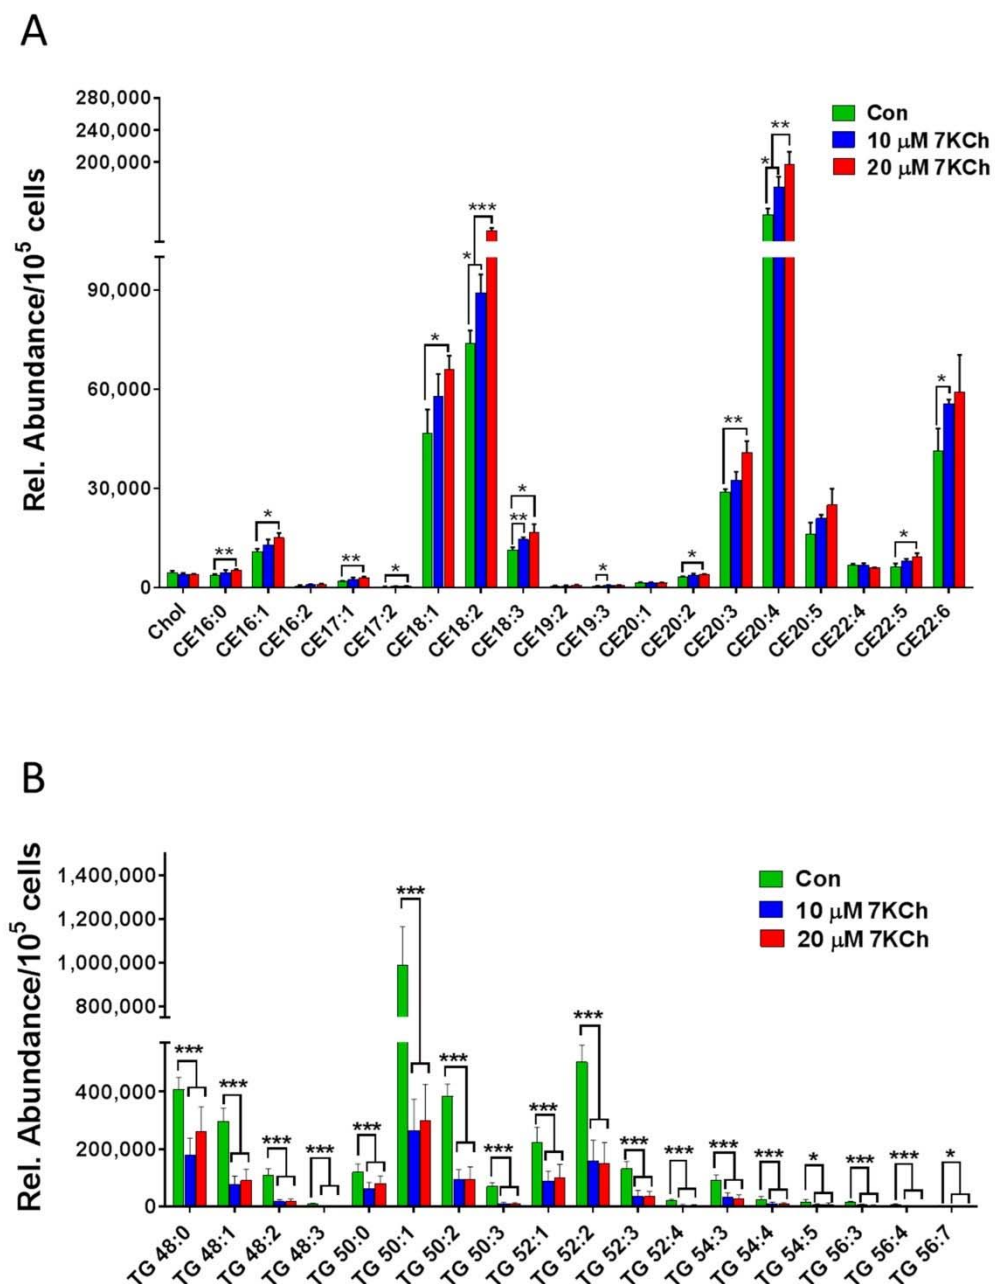 A
280,000
240,000
200,000
90,000
60,000
30,000
0
Rel. Abundance/10⁵ cells
Con
10 µM 7KCh
20 µM 7KCh
** 
*
***
*
*
**
*
**
*
*
*
**
*
**
*
*
*
Chol
CE16:0
CE16:1
CE16:2
CE17:1
CE17:2
CE18:1
CE18:2
CE18:3
CE19:2
CE19:3
CE20:1
CE20:2
CE20:3
CE20:4
CE20:5
CE22:4
CE22:5
CE22:6
B
1,400,000
1,200,000
1,000,000
800,000
400,000
200,000
0
Rel. Abundance/10⁵ cells
Con
10 µM 7KCh
20 µM 7KCh
***
***
***
***
***
***
***
***
***
***
***
***
***
***
*
***
***
*
TG 48:0
TG 48:1
TG 48:2
TG 48:3
TG 50:0
TG 50:1
TG 50:2
TG 50:3
TG 52:1
TG 52:2
TG 52:3
TG 52:4
TG 54:3
TG 54:4
TG 54:5
TG 56:3
TG 56:4
TG 56:7